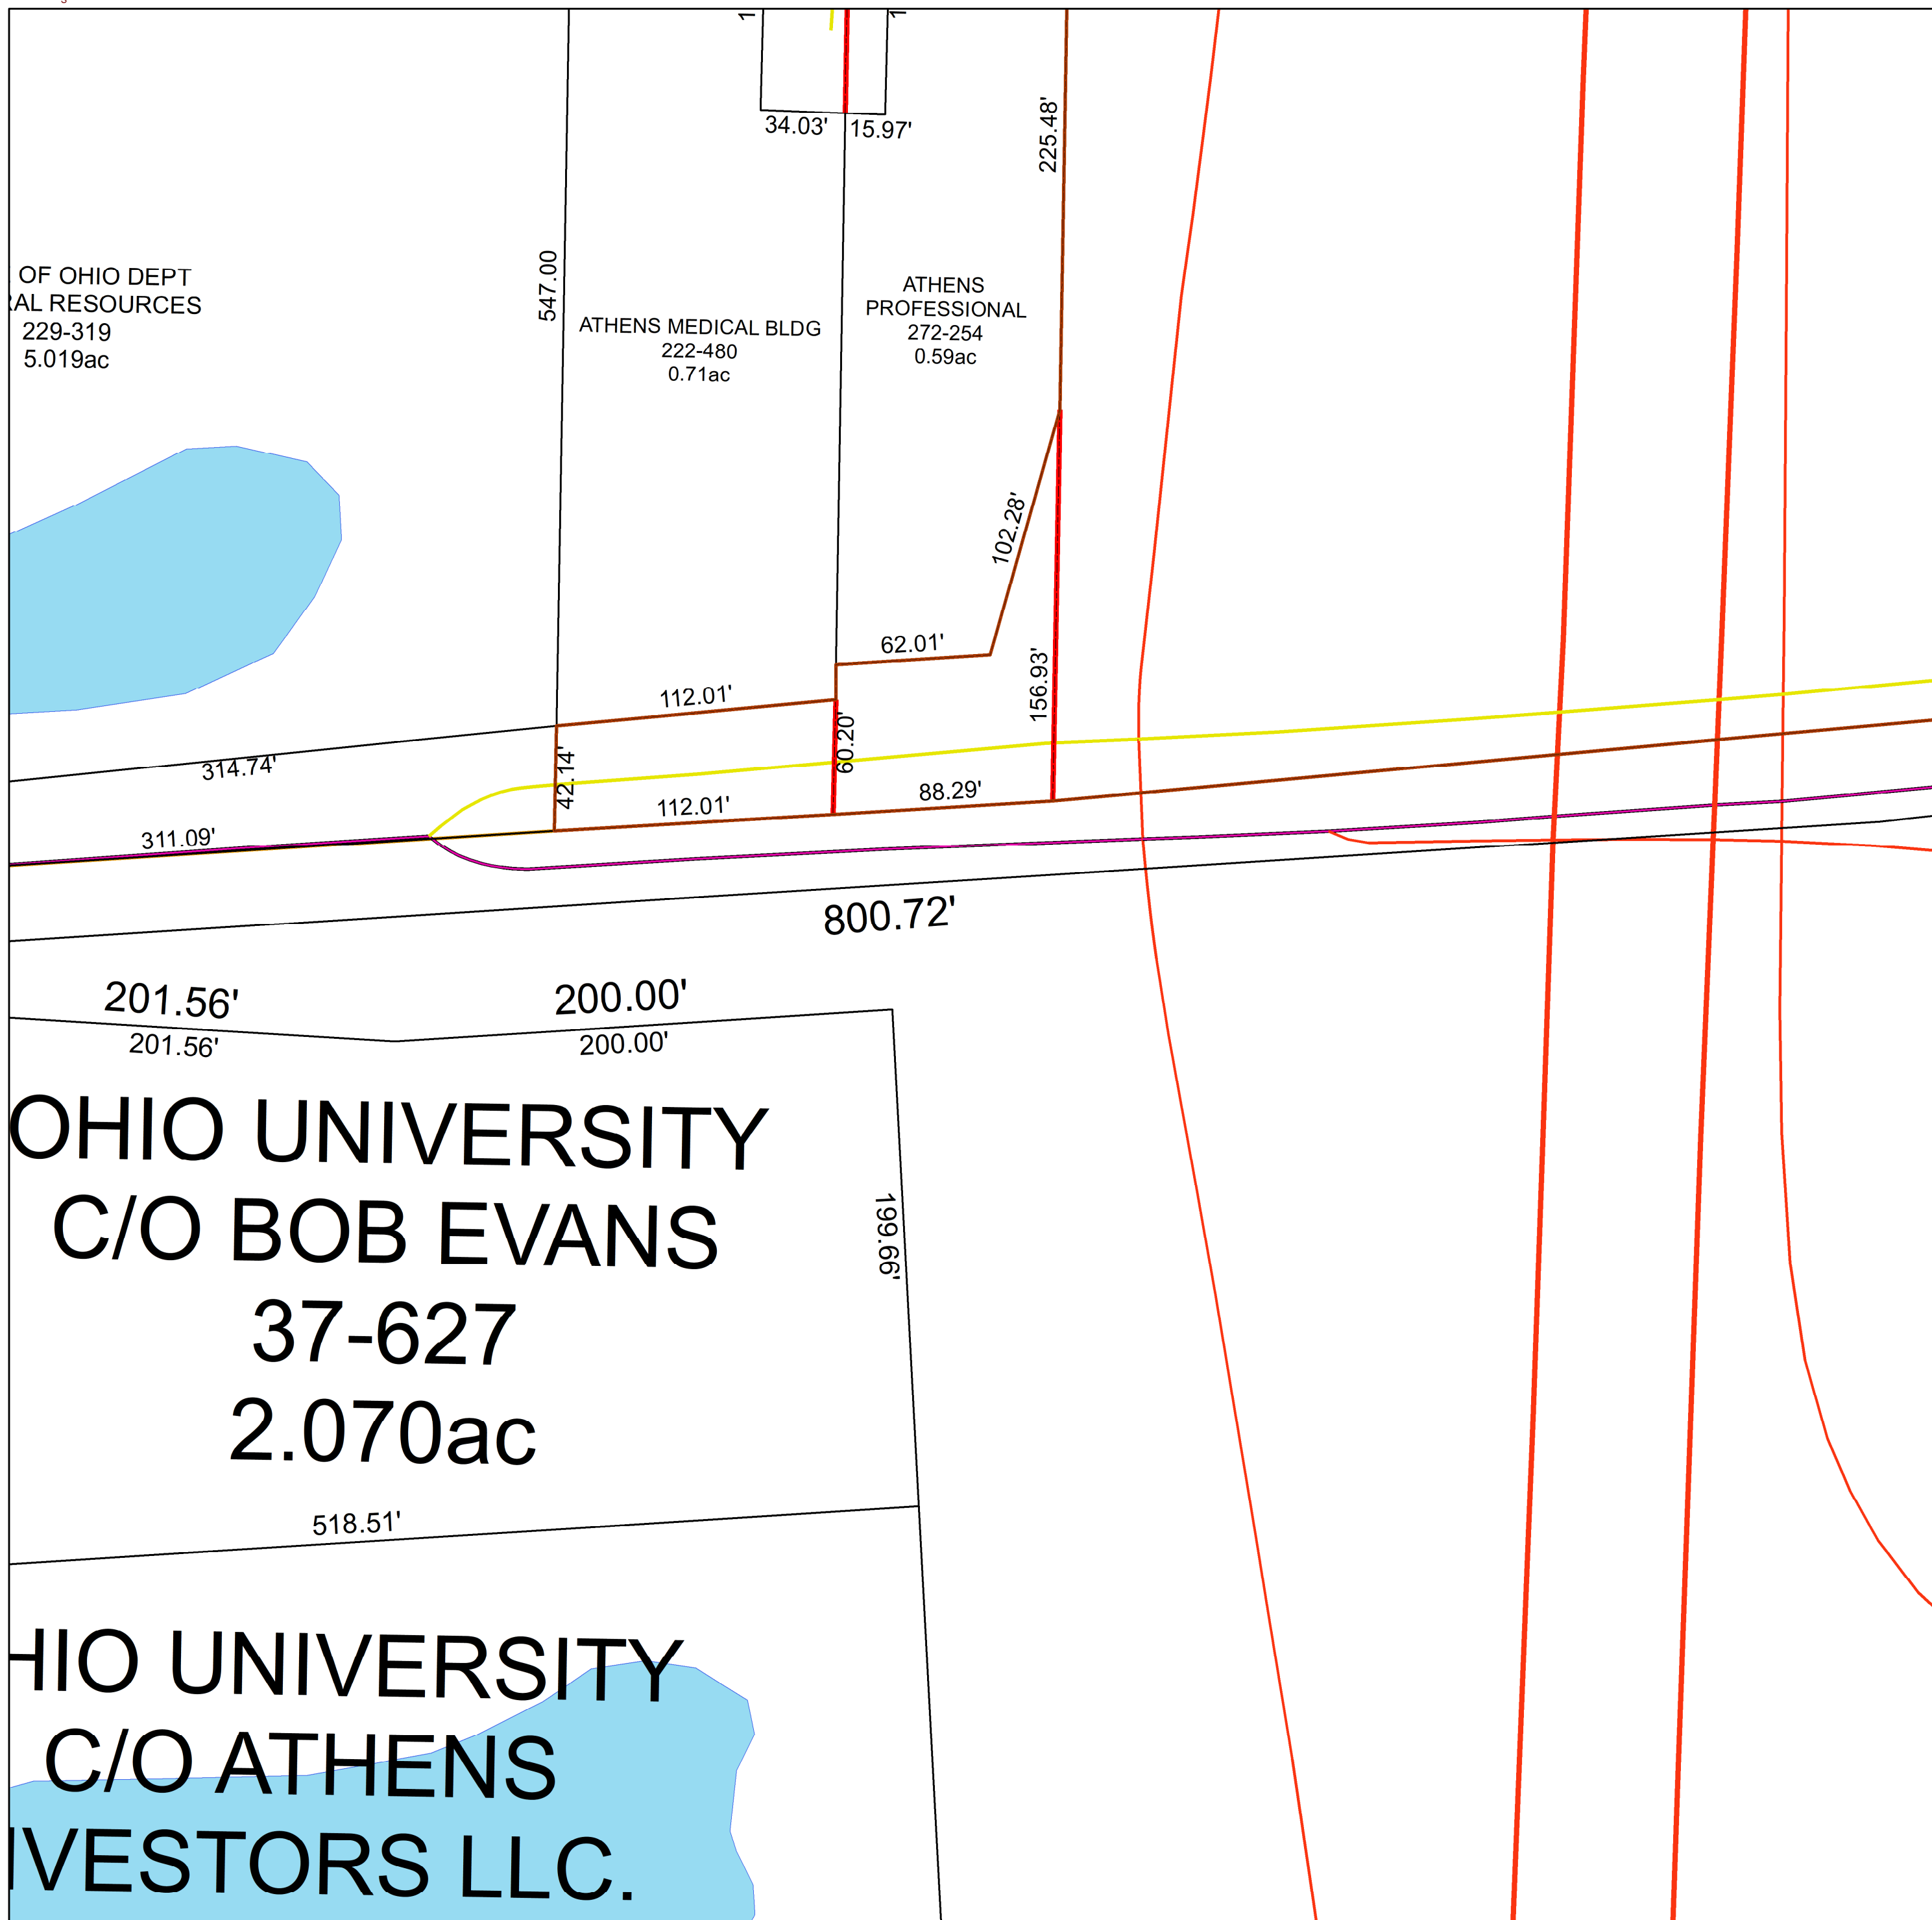 34.03'
15.97'
225.48'
547.00
OF OHIO DEPT
RAL RESOURCES
229-319
5.019ac
ATHENS MEDICAL BLDG
222-480
0.71ac
ATHENS
PROFESSIONAL
272-254
0.59ac
102.28'
62.01'
156.93'
112.01'
60.20'
42.14'
314.74'
311.09'
112.01'
88.29'
800.72'
201.56'
200.00'
201.56'
200.00'
OHIO UNIVERSITY
C/O BOB EVANS
37-627
2.070ac
199.66'
518.51'
HIO UNIVERSITY
C/O ATHENS
VESTORS LLC.